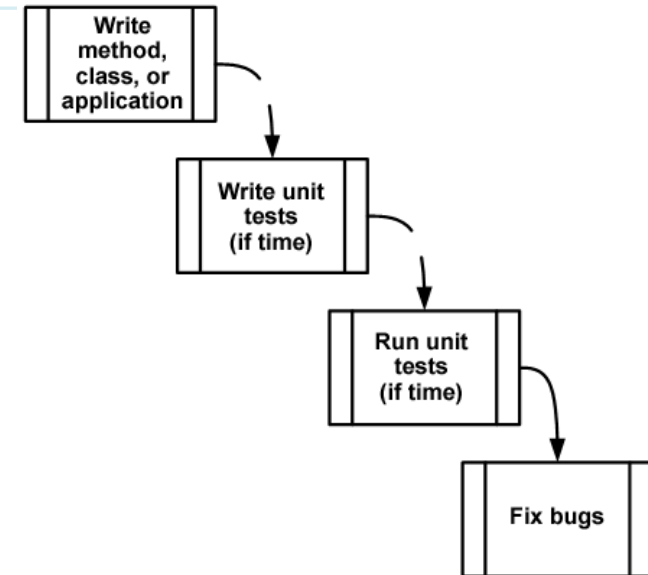 Write
method,
class, or
application
Write unit
tests
(if time)
Run unit
tests
(if time)
Fix bugs